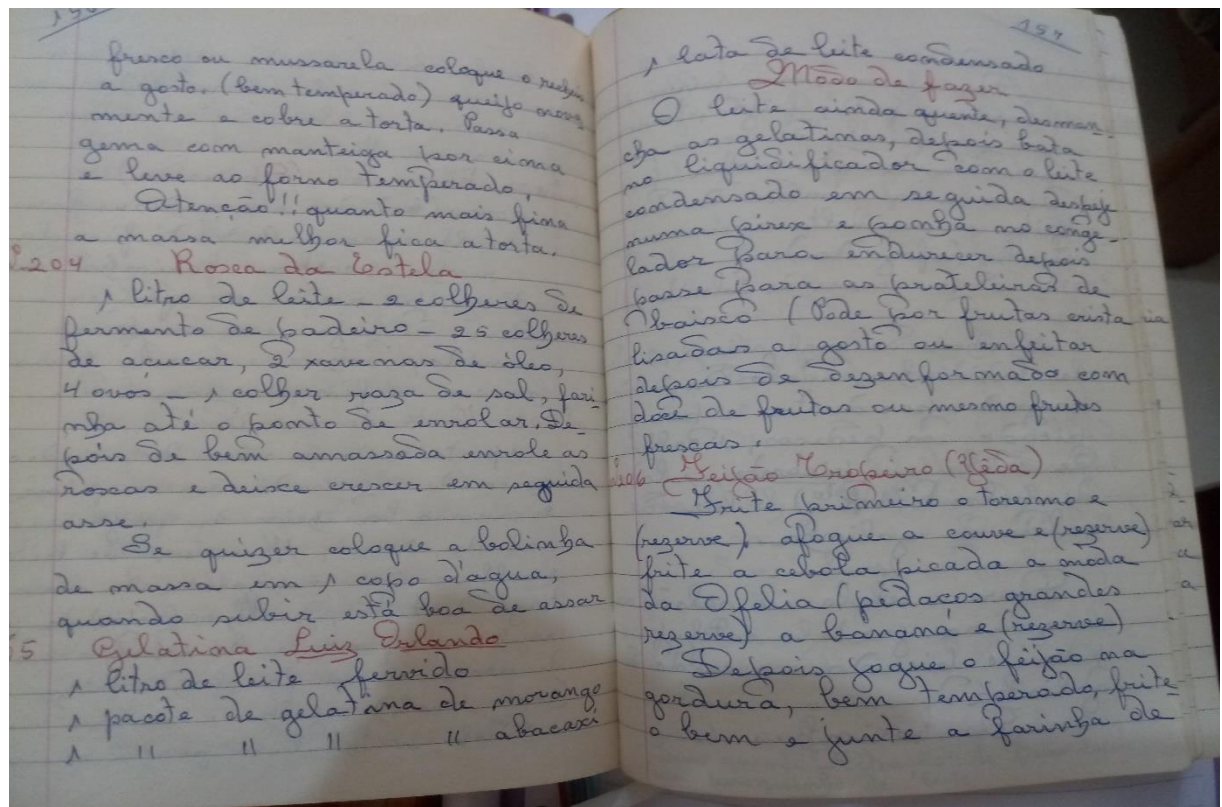 fresco ou mussarela coloque o recheio
a gosto. (bem temperado) queijo nova
mente e cobre a torta. Passa
gema com manteiga por cima
e leve ao forno temperado.
Atenção!! quanto mais fina
a massa melhor fica a torta.
204 Rosca da Estela
1 litro de leite - 2 colheres de
fermento de padeiro - 25 colheres
de açucar, 2 xavenas de óleo,
4 ovos - 1 colher raza de sal, fari-
nha até o ponto de enrolar. De-
pois de bem amassada enrole as
roscas e deixe crescer em seguida
asse.
Se quizer coloque a bolinha
de massa em 1 copo d'agua,
quando subir está boa de assar
5 Gelatina Luiz Orlando
1 litro de leite fervido
1 pacote de gelatina de morango
1 " " " " abacaxi
157
1 lata de leite condensado
Modo de fazer
O leite ainda quente, desman-
cha as gelatinas, depois bata
no liquidificador com o leite
condensado em seguida despeje
numa pirex e ponha no conge-
lador para endurecer depois
passe para as prateleiras de
baixo (Pode por frutas crista
lisadas a gosto ou enfeitar
depois de dezenformado com
doce de frutas ou mesmo frutas
frescas.
206 Feijão Tropeiro (Lêda)
Frite primeiro o toresmo e
(rezerve). afogue a couve e (rezerve)
frite a cebola picada a moda
da Ofelia (pedaços grandes
rezerve) a banana e (rezerve)
Depois jogue o feijão na
gordura, bem temperado, frite-
o bem e junte a farinha de